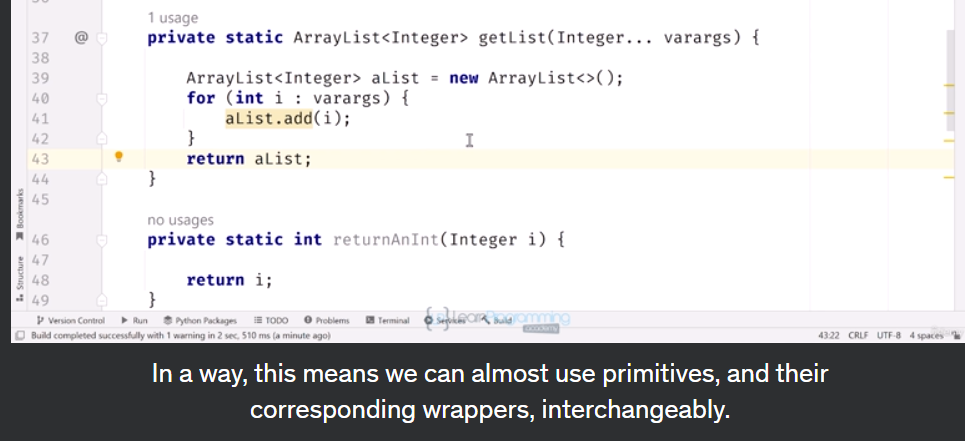 1 usage
37 @ private static ArrayList<Integer> getList(Integer... varargs) {
38
39 ArrayList<Integer> aList = new ArrayList<>();
40 for (int i : varargs) {
41 aList.add(i);
42 }
43 return aList;
44 }
45
no usages
46 private static int returnAnInt(Integer i) {
47
48 return i;
49 }
Bookmarks
Structure
Version Control Run Python Packages TODO Problems Terminal Services Build
LearnProgramming
academy
Build completed successfully with 1 warning in 2 sec, 510 ms (a minute ago) 43:22 CRLF UTF-8 4 spaces
In a way, this means we can almost use primitives, and their
corresponding wrappers, interchangeably.